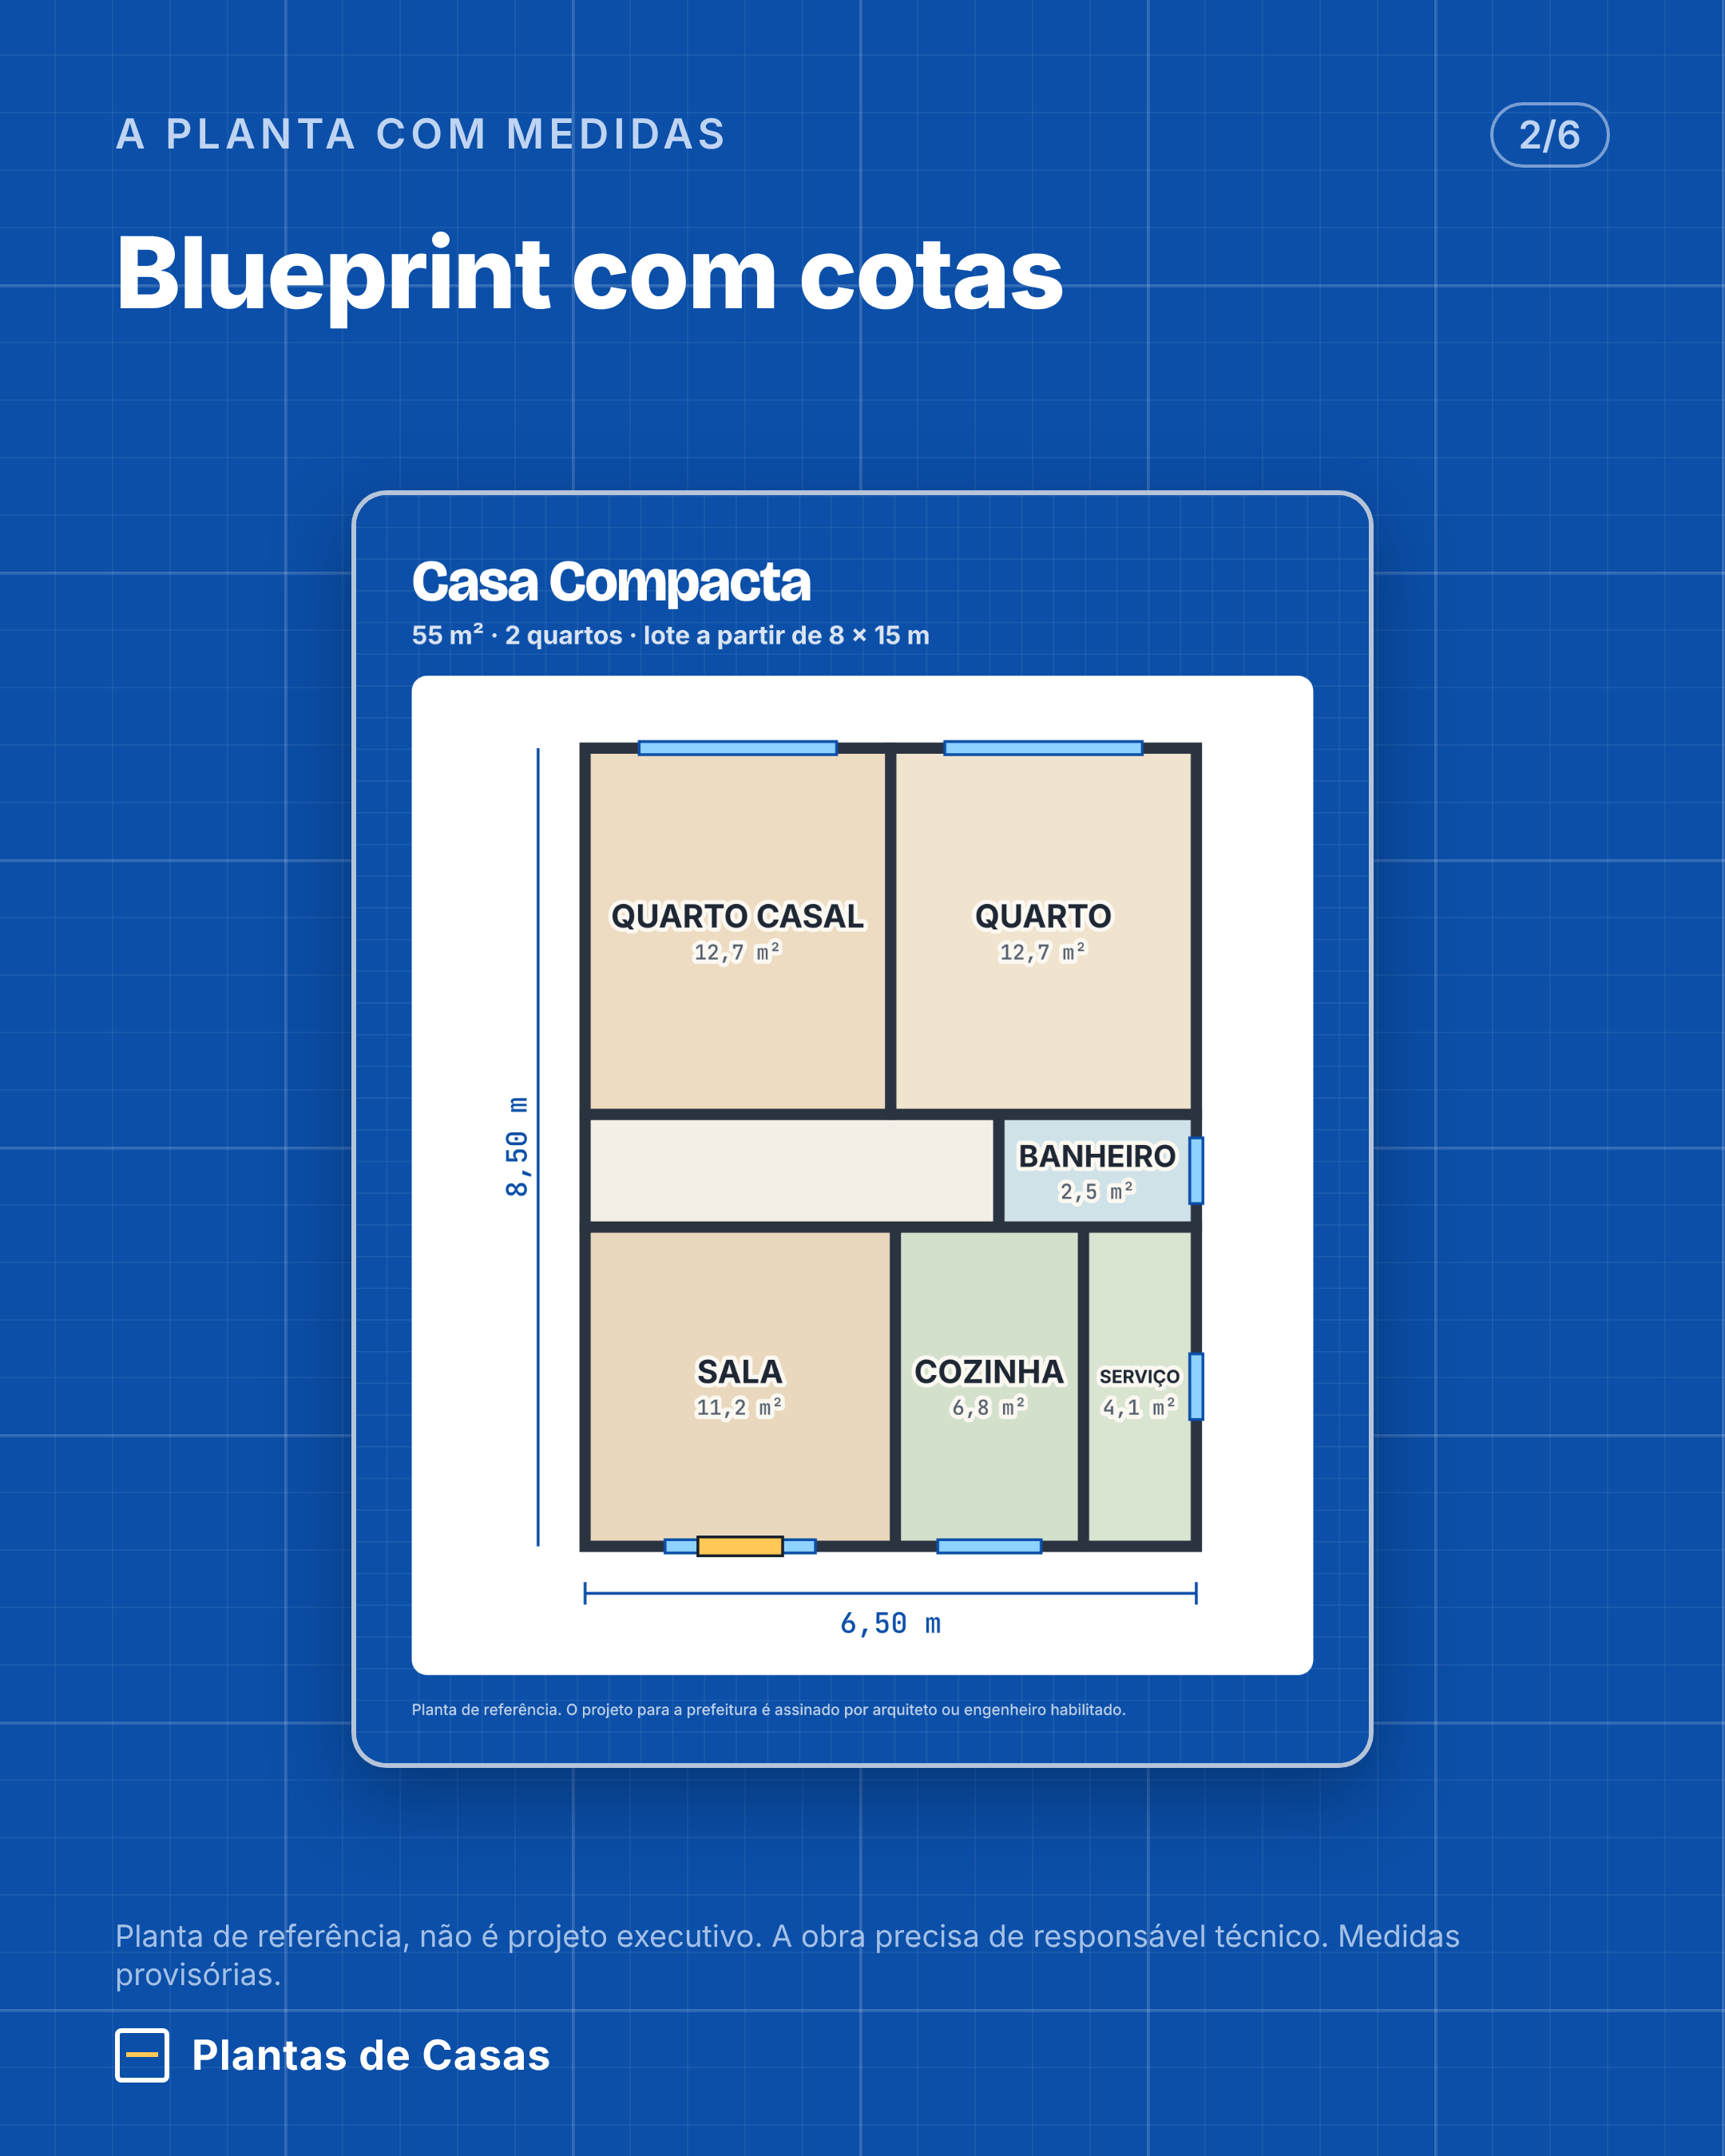 A PLANTA COM MEDIDAS
2/6
Blueprint com cotas
Casa Compacta
55 m² · 2 quartos · lote a partir de 8 × 15 m
QUARTO CASAL
12,7 m²
QUARTO
12,7 m²
8,50 m
BANHEIRO
2,5 m²
SALA
11,2 m²
COZINHA
6,8 m²
SERVIÇO
4,1 m²
6,50 m
Planta de referência. O projeto para a prefeitura é assinado por arquiteto ou engenheiro habilitado.
Planta de referência, não é projeto executivo. A obra precisa de responsável técnico. Medidas
provisórias.
Plantas de Casas